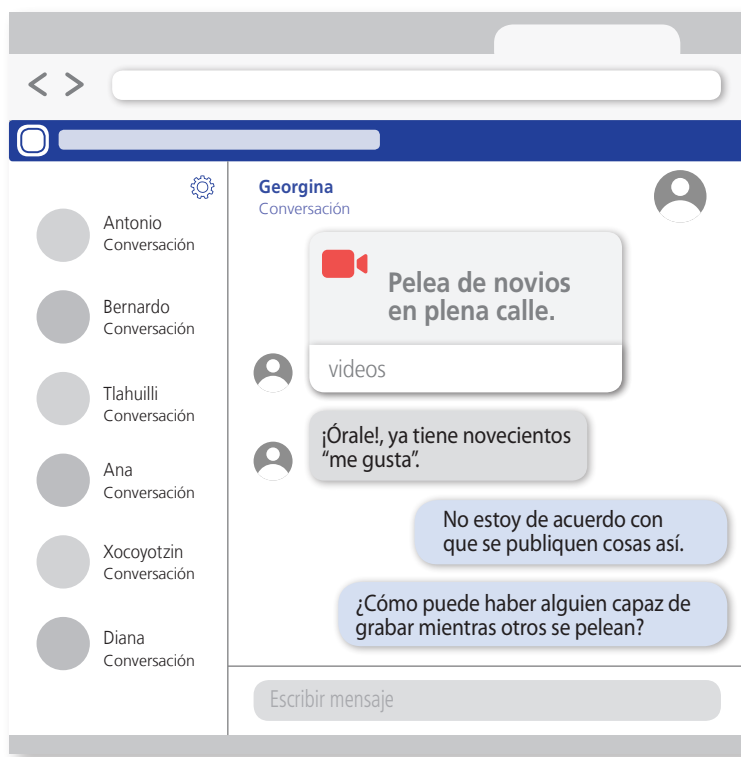 Antonio
Conversación
Bernardo
Conversación
Tlahuilli
Conversación
Ana
Conversación
Xocoyotzin
Conversación
Diana
Conversación
Georgina
Conversación
Pelea de novios
en plena calle.
videos
¡Órale!, ya tiene novecientos
“me gusta”.
No estoy de acuerdo con
que se publiquen cosas así.
¿Cómo puede haber alguien capaz de
grabar mientras otros se pelean?
Escribir mensaje